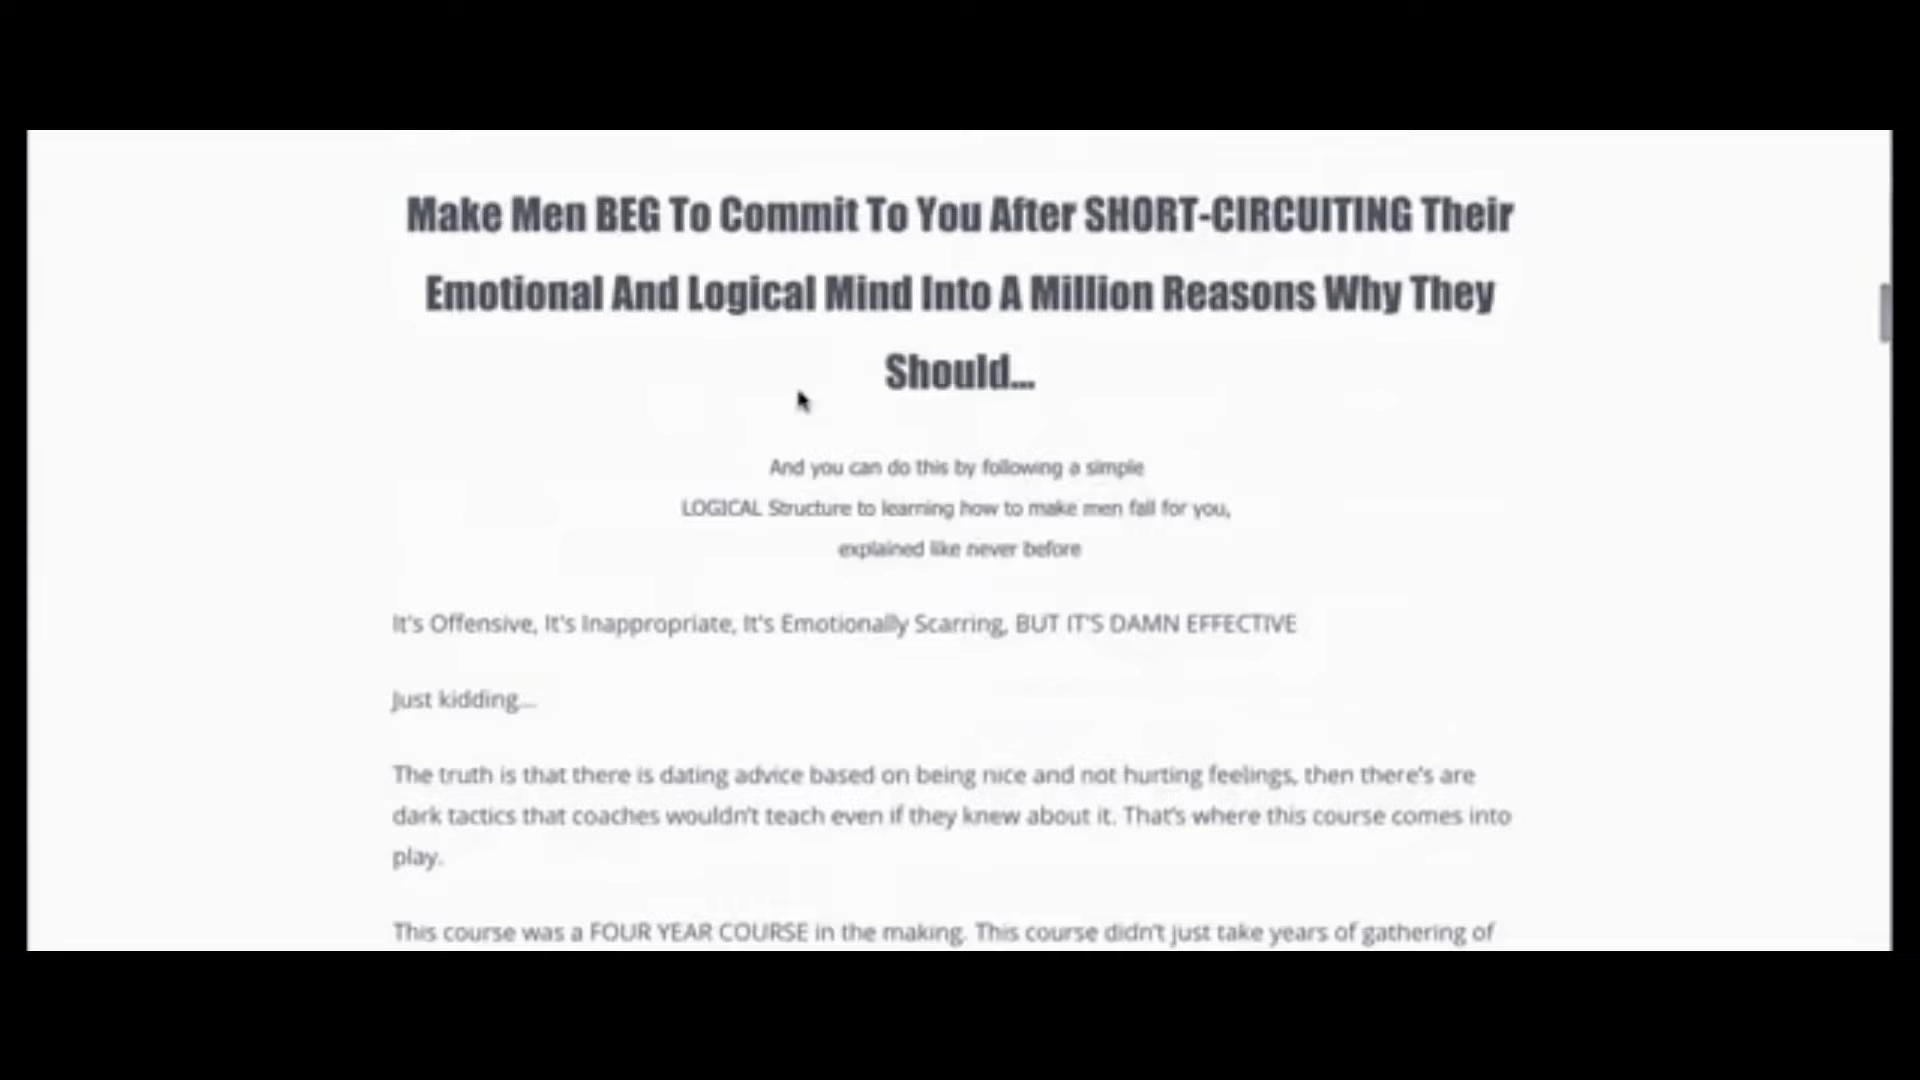 Make Men BEG To Commit To You After SHORT-CIRCUITING Their
Emotional And Logical Mind Into A Million Reasons Why They
Should...
And you can do this by following a simple
LOGICAL Structure to learning how to make men fall for you,
explained like never before
It's Offensive, It's Inappropriate, It's Emotionally Scarring, BUT IT'S DAMN EFFECTIVE
Just kidding...
The truth is that there is dating advice based on being nice and not hurting feelings, then there's are
dark tactics that coaches wouldn't teach even if they knew about it. That's where this course comes into
play.
This course was a FOUR YEAR COURSE in the making. This course didn't just take years of gathering of